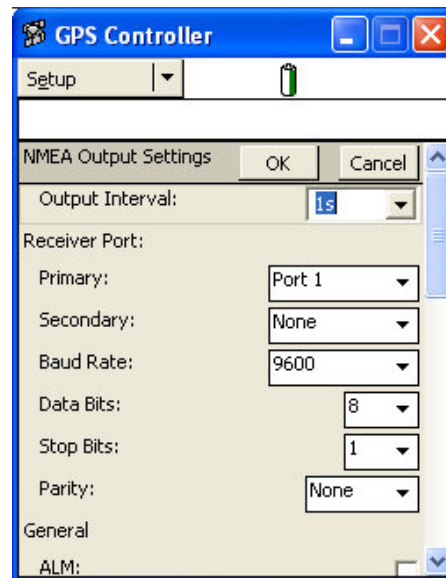 GPS Controller
Setup
NMEA Output Settings OK Cancel
Output Interval: 1s
Receiver Port:
Primary: Port 1
Secondary: None
Baud Rate: 9600
Data Bits: 8
Stop Bits: 1
Parity: None
General
ALM: